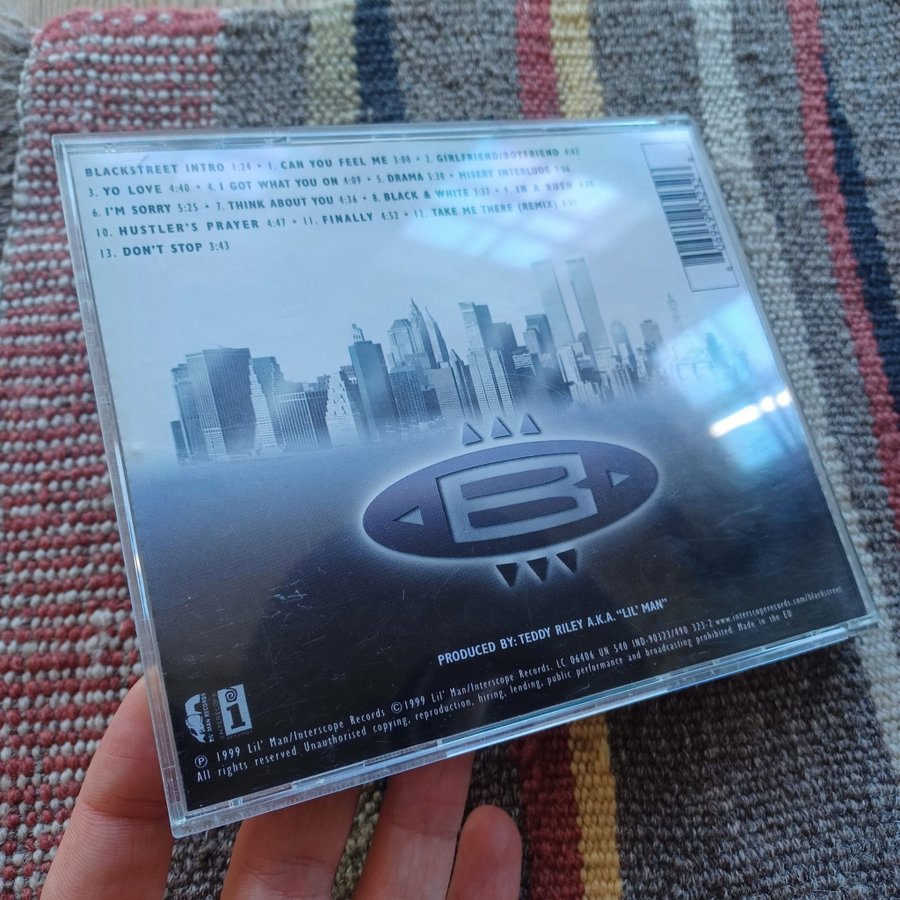 BLACKSTREET INTRO 1:24 • 1. CAN YOU FEEL ME 3:00 • 2. GIRLFRIEND/BOYFRIEND 4:02
3. YO LOVE 4:40 • 4. I GOT WHAT YOU ON 4:09 • 5. DRAMA 5:30 • MISERY INTERLUDE
6. I'M SORRY 5:25 • 7. THINK ABOUT YOU 4:36 • 8. BLACK & WHITE • 9. IN A RUSH
10. HUSTLER'S PRAYER 4:47 • 11. FINALLY 4:52 • 12. TAKE ME THERE (REMIX)
13. DON'T STOP 3:43
B
PRODUCED BY: TEDDY RILEY A.K.A. "LIL' MAN"
INTERSCOPE
RECORDS
i
℗ 1999 Lil' Man/Interscope Records ©1999 Lil' Man/Interscope Records. LC 06406 UN 540 IND-90323/490 323-2 www.interscoperecords.com/blackstreet
All rights reserved Unauthorised copying, reproduction, hiring, lending, public performance and broadcasting prohibited. Made in the EU